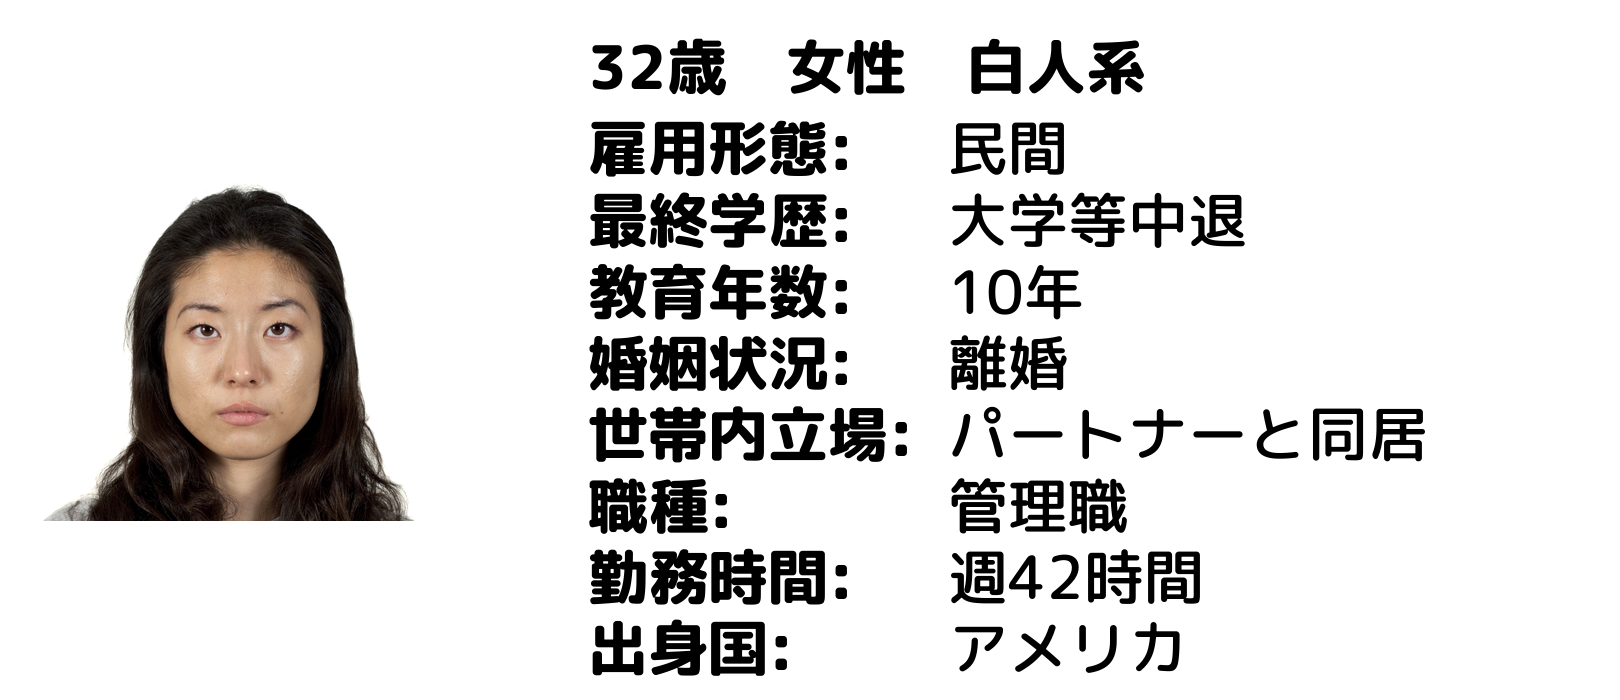 32歳　女性　白人系
雇用形態: 民間
最終学歴: 大学等中退
教育年数: 10年
婚姻状況: 離婚
世帯内立場: パートナーと同居
職種: 管理職
勤務時間: 週42時間
出身国: アメリカ